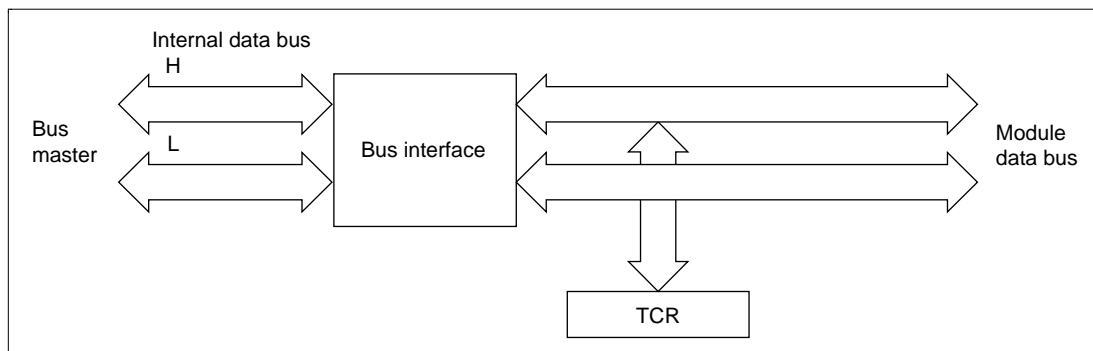 Internal data bus
H
Bus
master
L
Bus interface
Module
data bus
TCR